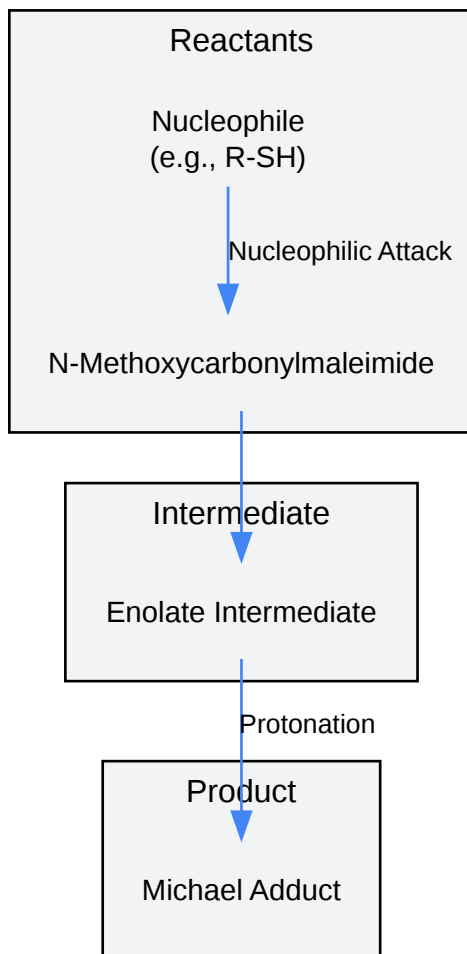 Reactants
Nucleophile
(e.g., R-SH)
Nucleophilic Attack
N-Methoxycarbonylmaleimide
Intermediate
Enolate Intermediate
Protonation
Product
Michael Adduct